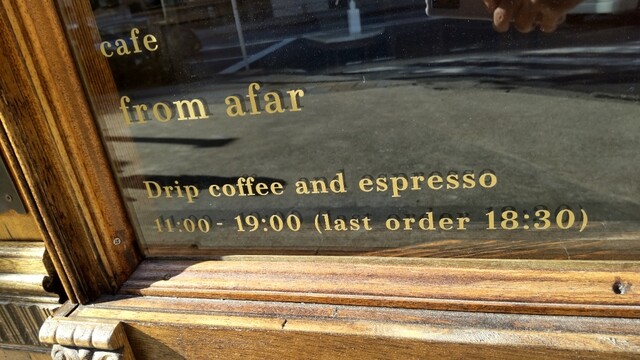 cafe
from afar
Drip coffee and espresso
11:00 - 19:00 (last order 18:30)